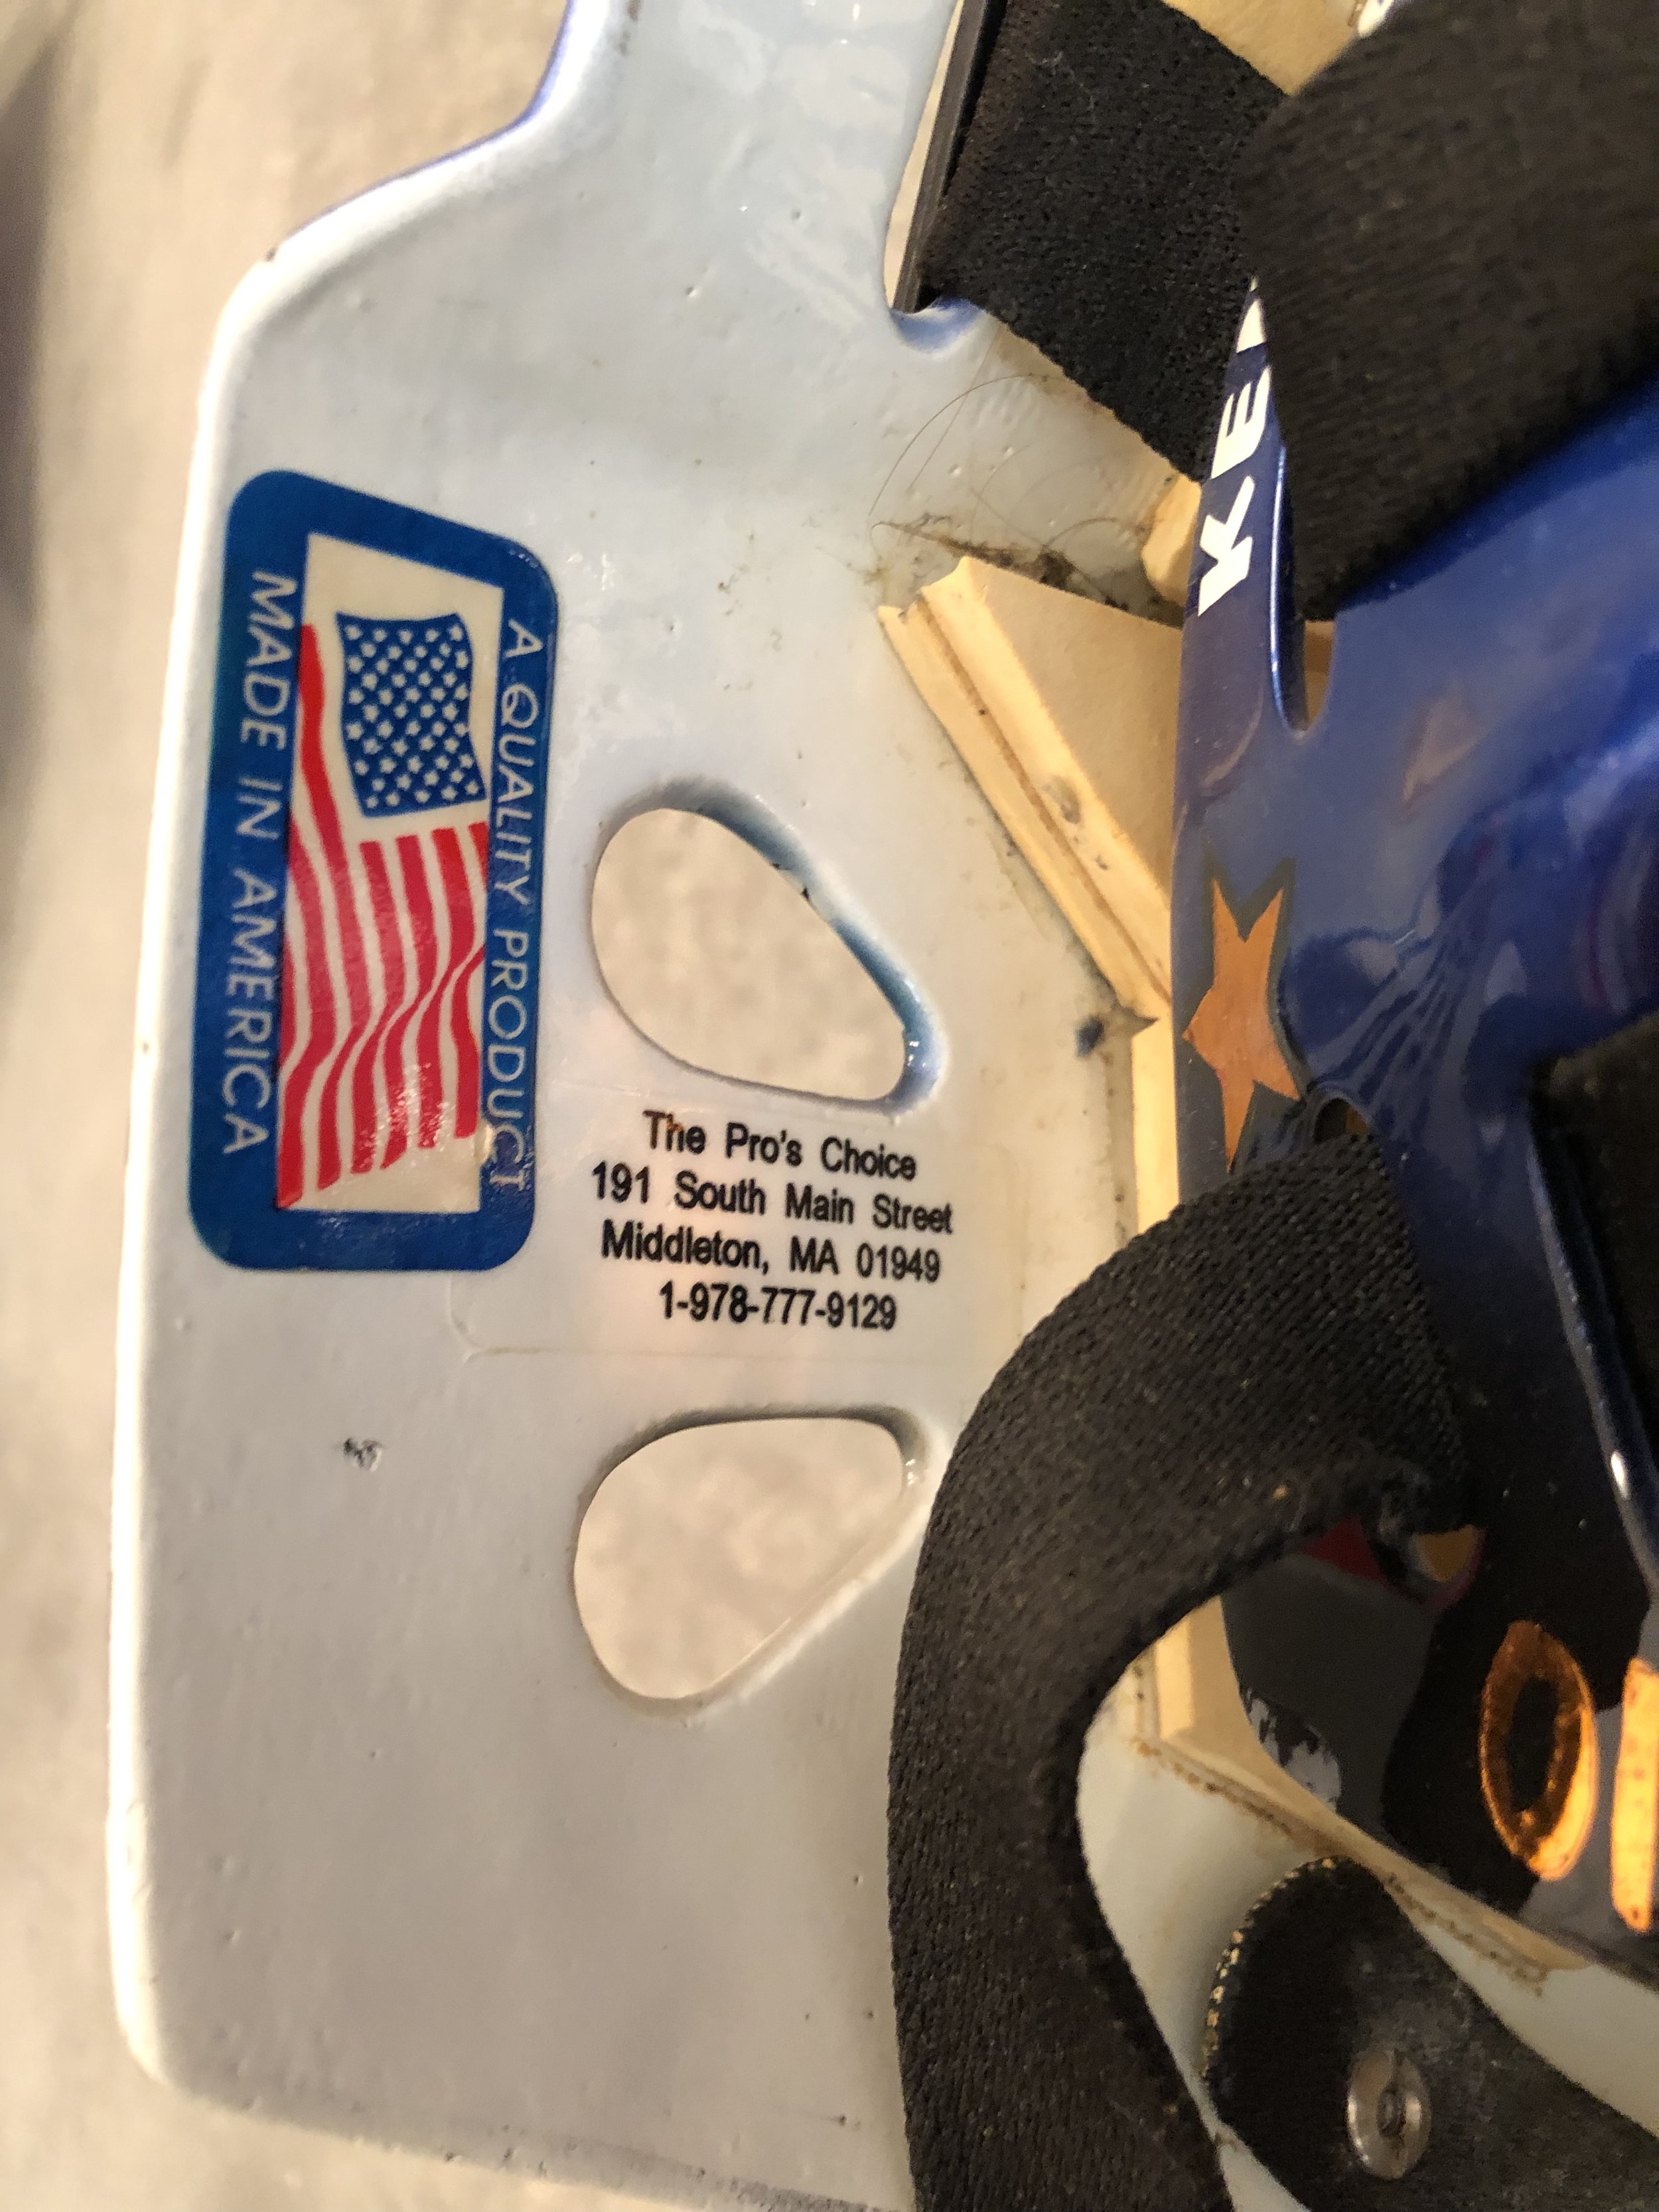 A QUALITY PRODUCT
MADE IN AMERICA
The Pro's Choice
191 South Main Street
Middleton, MA 01949
1-978-777-9129